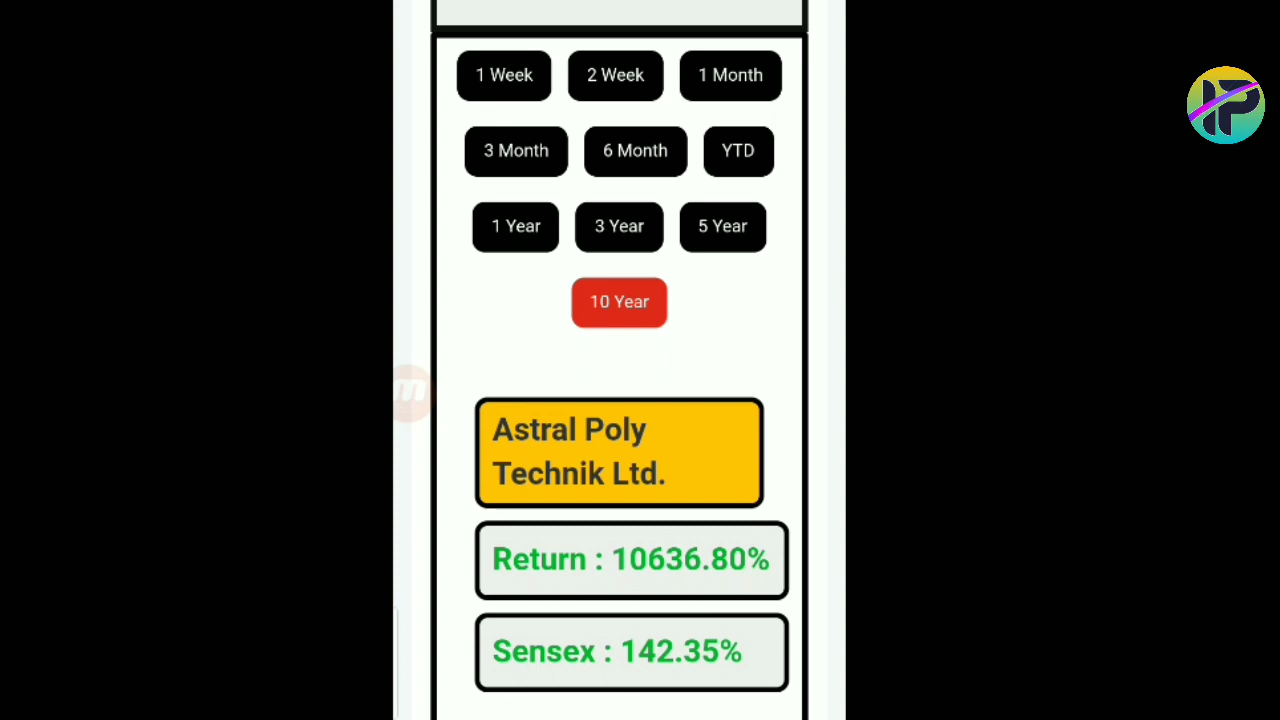 1 Week
2 Week
1 Month
3 Month
6 Month
YTD
1 Year
3 Year
5 Year
10 Year
Astral Poly
Technik Ltd.
Return : 10636.80%
Sensex : 142.35%
IP